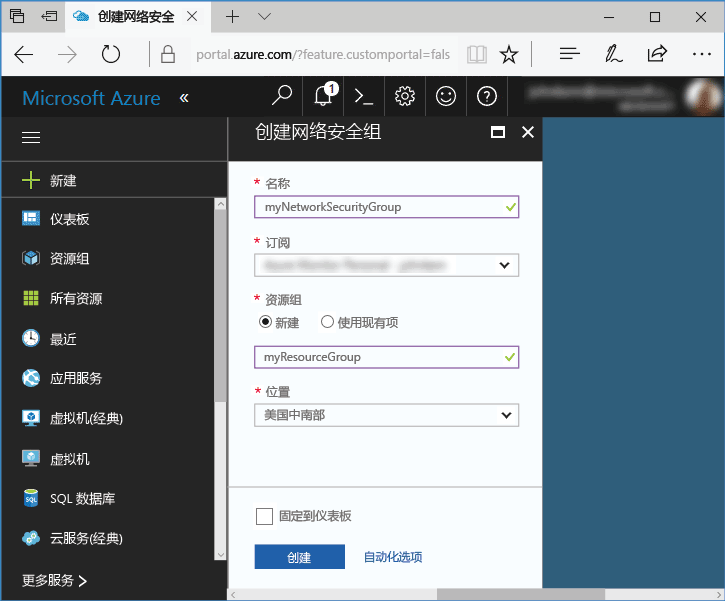 创建网络安全
portal.azure.com/?feature.customportal=fals
Microsoft Azure «
1
创建网络安全组
新建
仪表板
资源组
所有资源
最近
应用服务
虚拟机(经典)
虚拟机
SQL 数据库
云服务(经典)
更多服务 >
* 名称
myNetworkSecurityGroup
* 订阅
* 资源组
新建 使用现有项
myResourceGroup
* 位置
美国中南部
固定到仪表板
创建 自动化选项